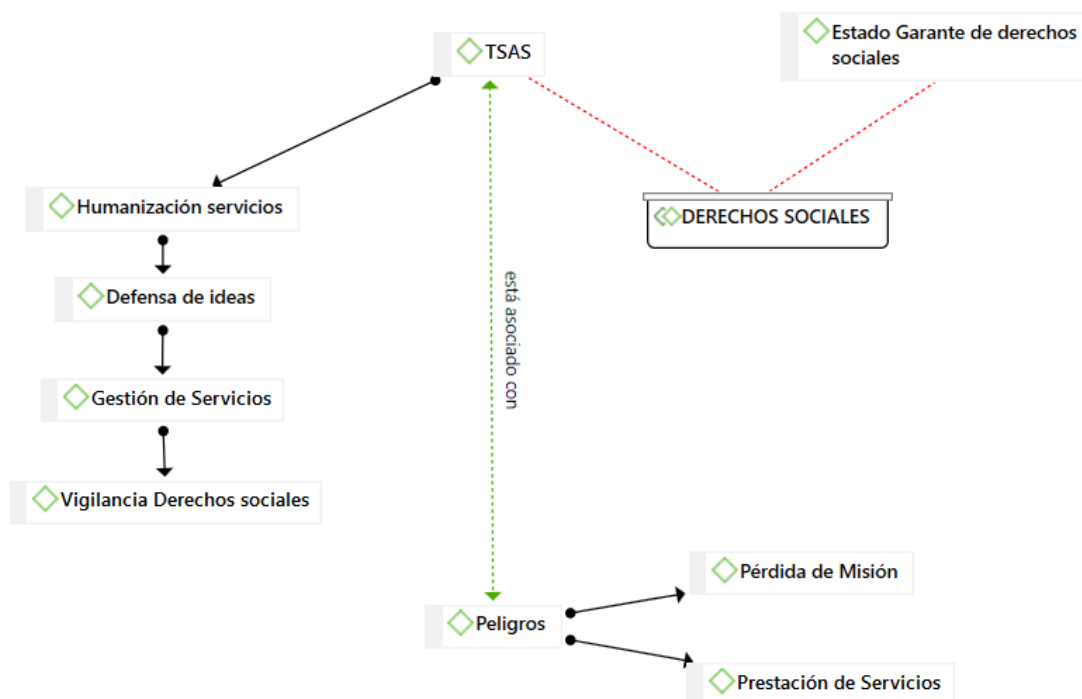 TSAS
Estado Garante de derechos
sociales
Humanización servicios
DERECHOS SOCIALES
Defensa de ideas
está asociado con
Gestión de Servicios
Vigilancia Derechos sociales
Pérdida de Misión
Peligros
Prestación de Servicios